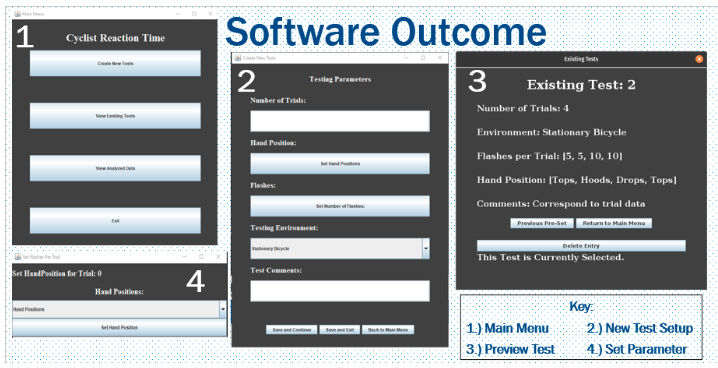 Software Outcome
Main Menu
1
Cyclist Reaction Time
Create New Tests
View Existing Tests
View Analyzed Data
Exit
Create New Tests
2
Testing Parameters
Number of Trials:
Hand Position:
Set Hand Positions
Flashes:
Set Number of Flashes:
Testing Environment:
Stationary Bicycle
Test Comments:
Save and Continue
Save and Exit
Back to Main Menu
Existing Tests
3
Existing Test: 2
Number of Trials: 4
Environment: Stationary Bicycle
Flashes per Trial: [5, 5, 10, 10]
Hand Position: [Tops, Hoods, Drops, Tops]
Comments: Correspond to trial data
Previous Pre-Set
Return to Main Menu
Delete Entry
This Test is Currently Selected.
Set Flashes For Trial
4
Set HandPosition for Trial: 0
Hand Positions:
Hand Positions
Set Hand Position
Key:
1.) Main Menu
2.) New Test Setup
3.) Preview Test
4.) Set Parameter